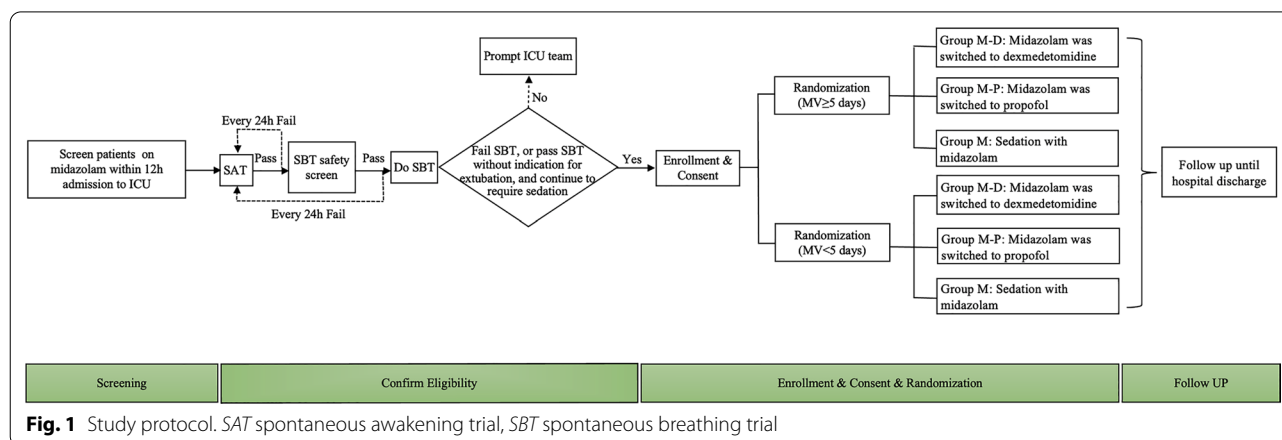 Screen patients on
midazolam within 12h
admission to ICU
Every 24h Fail
SAT
Pass
SBT safety
screen
Pass
Every 24h Fail
Do SBT
Prompt ICU team
No
Fail SBT, or pass SBT
without indication for
extubation, and continue to
require sedation
Yes
Enrollment &
Consent
Randomization
(MV≥5 days)
Group M-D: Midazolam was
switched to dexmedetomidine
Group M-P: Midazolam was
switched to propofol
Group M: Sedation with
midazolam
Randomization
(MV<5 days)
Group M-D: Midazolam was
switched to dexmedetomidine
Group M-P: Midazolam was
switched to propofol
Group M: Sedation with
midazolam
Follow up until
hospital discharge
Screening
Confirm Eligibility
Enrollment & Consent & Randomization
Follow UP
Fig. 1 Study protocol. SAT spontaneous awakening trial, SBT spontaneous breathing trial